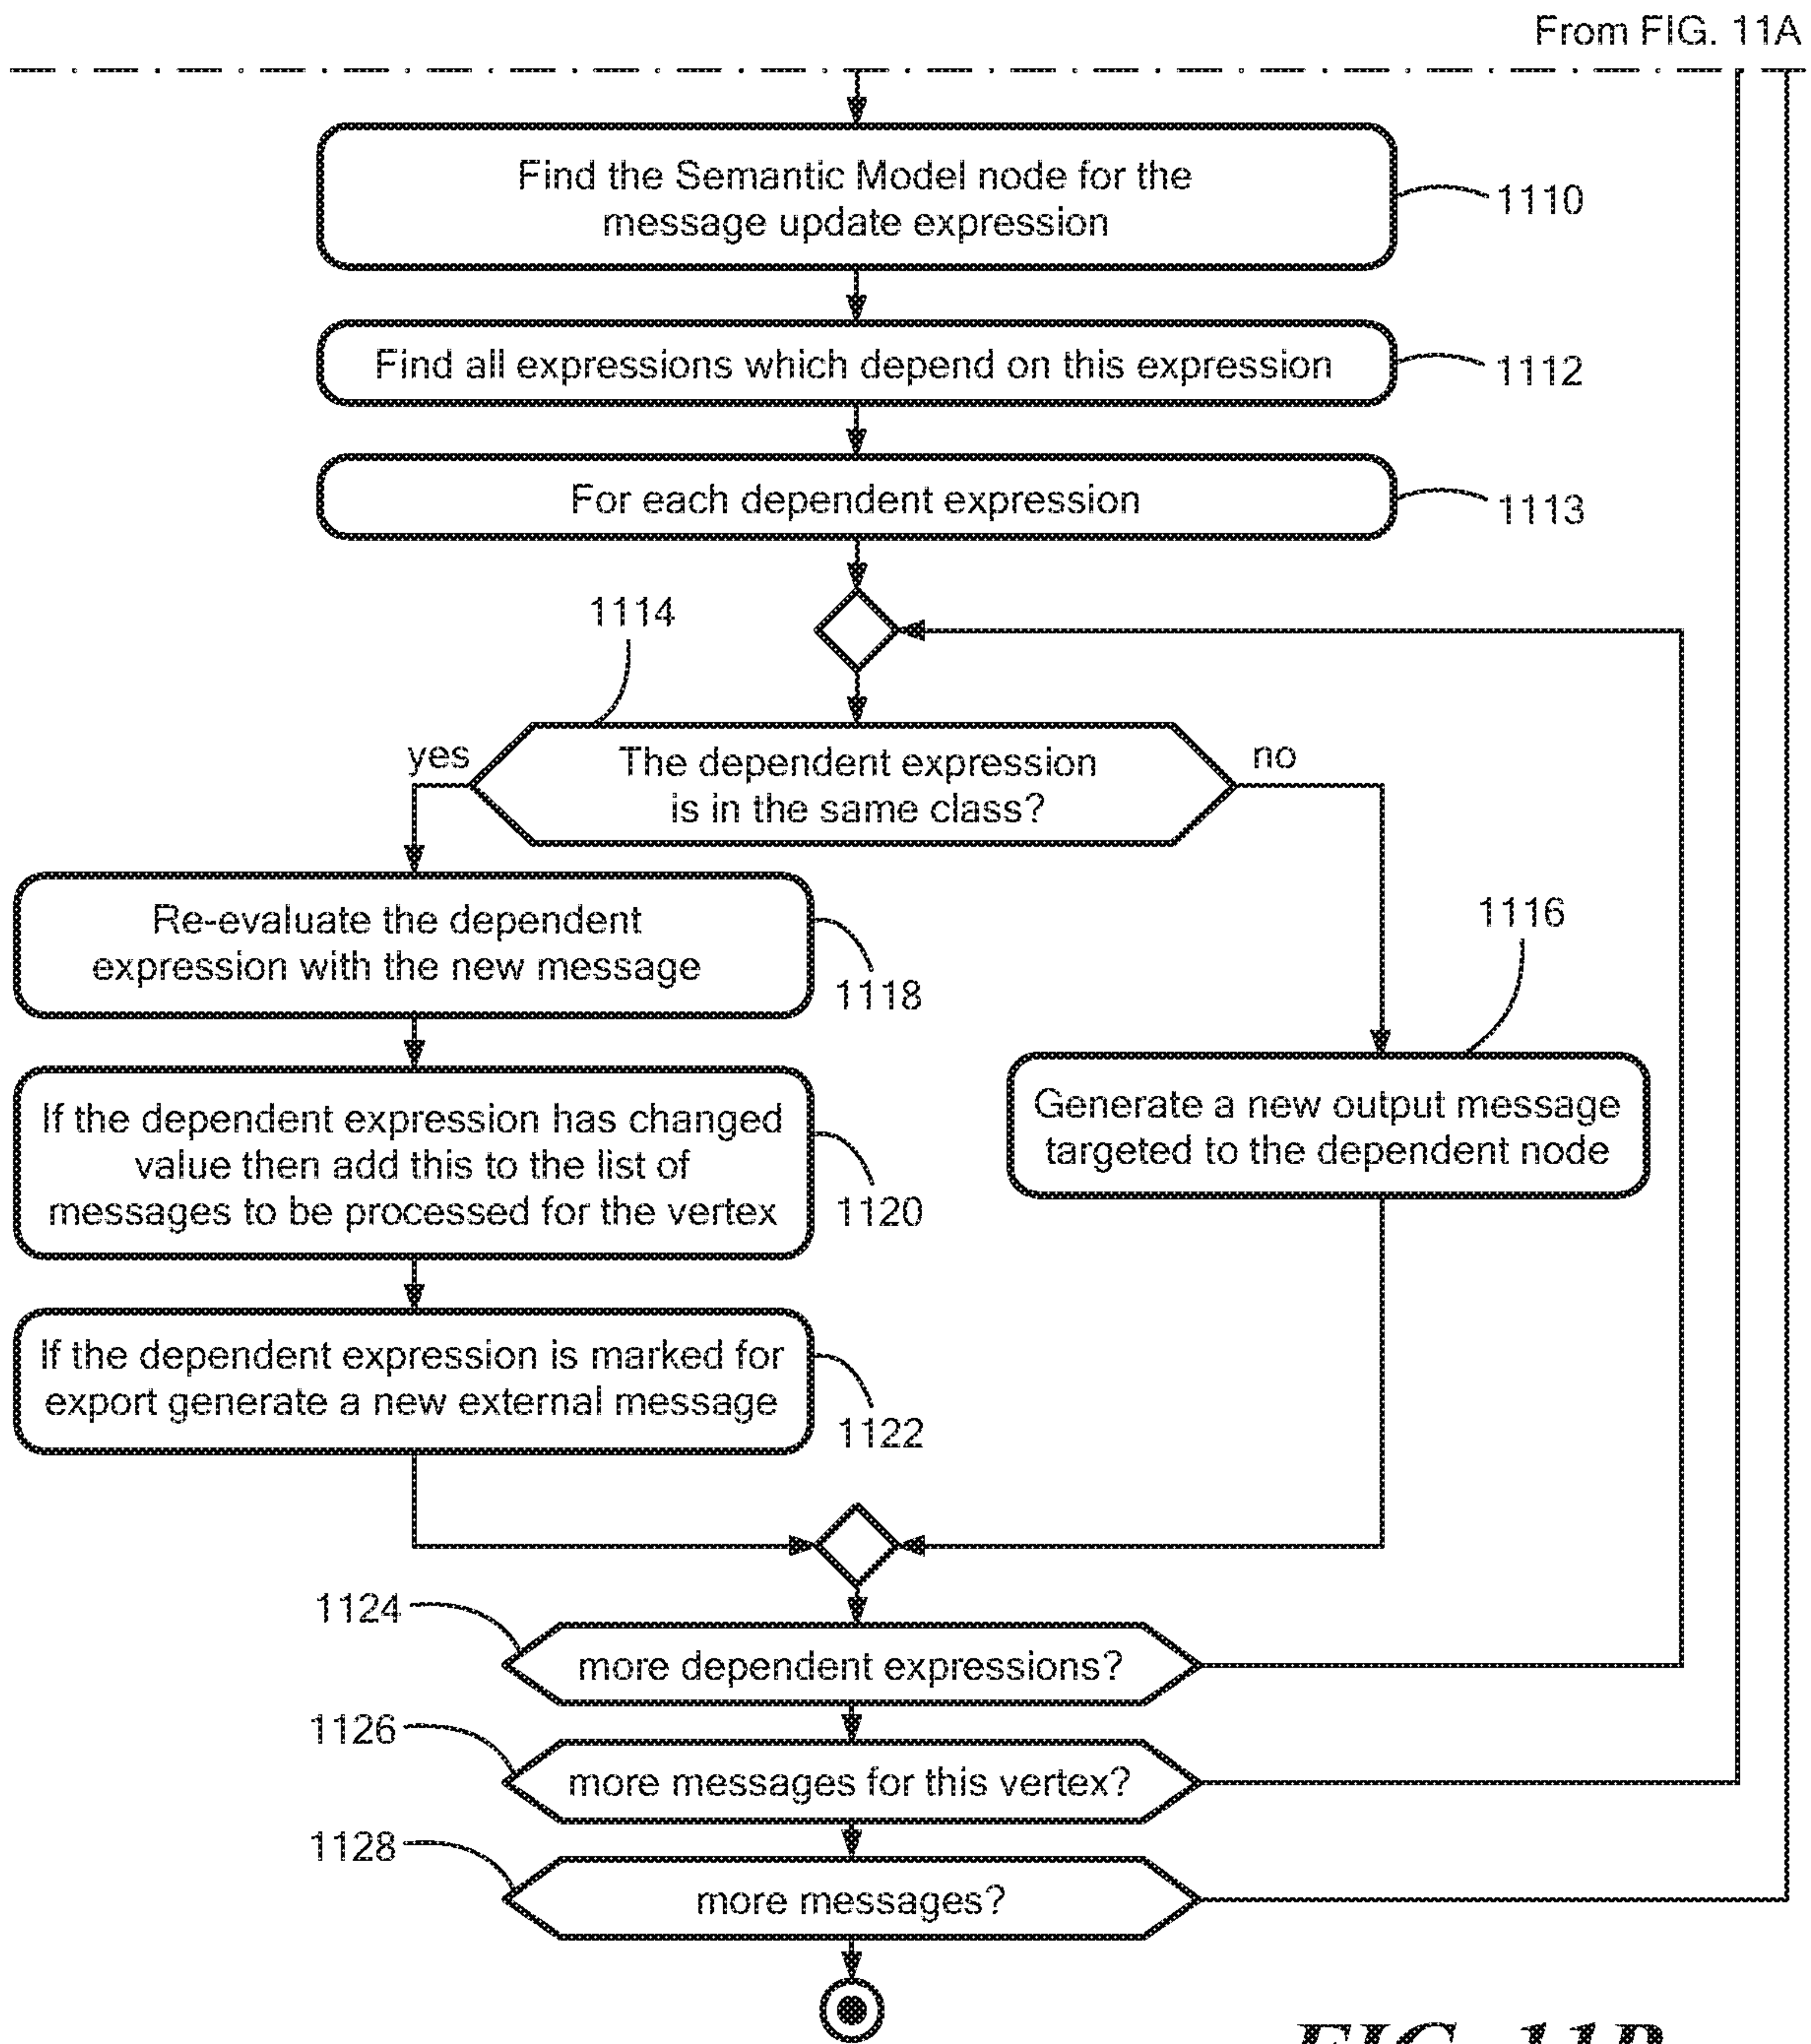 From FIG. 11A
Find the Semantic Model node for the
message update expression
1110
Find all expressions which depend on this expression
1112
For each dependent expression
1113
1114
yes
The dependent expression
is in the same class?
no
Re-evaluate the dependent
expression with the new message
1118
1116
If the dependent expression has changed
value then add this to the list of
messages to be processed for the vertex
1120
Generate a new output message
targeted to the dependent node
If the dependent expression is marked for
export generate a new external message
1122
1124
more dependent expressions?
1126
more messages for this vertex?
1128
more messages?
FIG. 11B